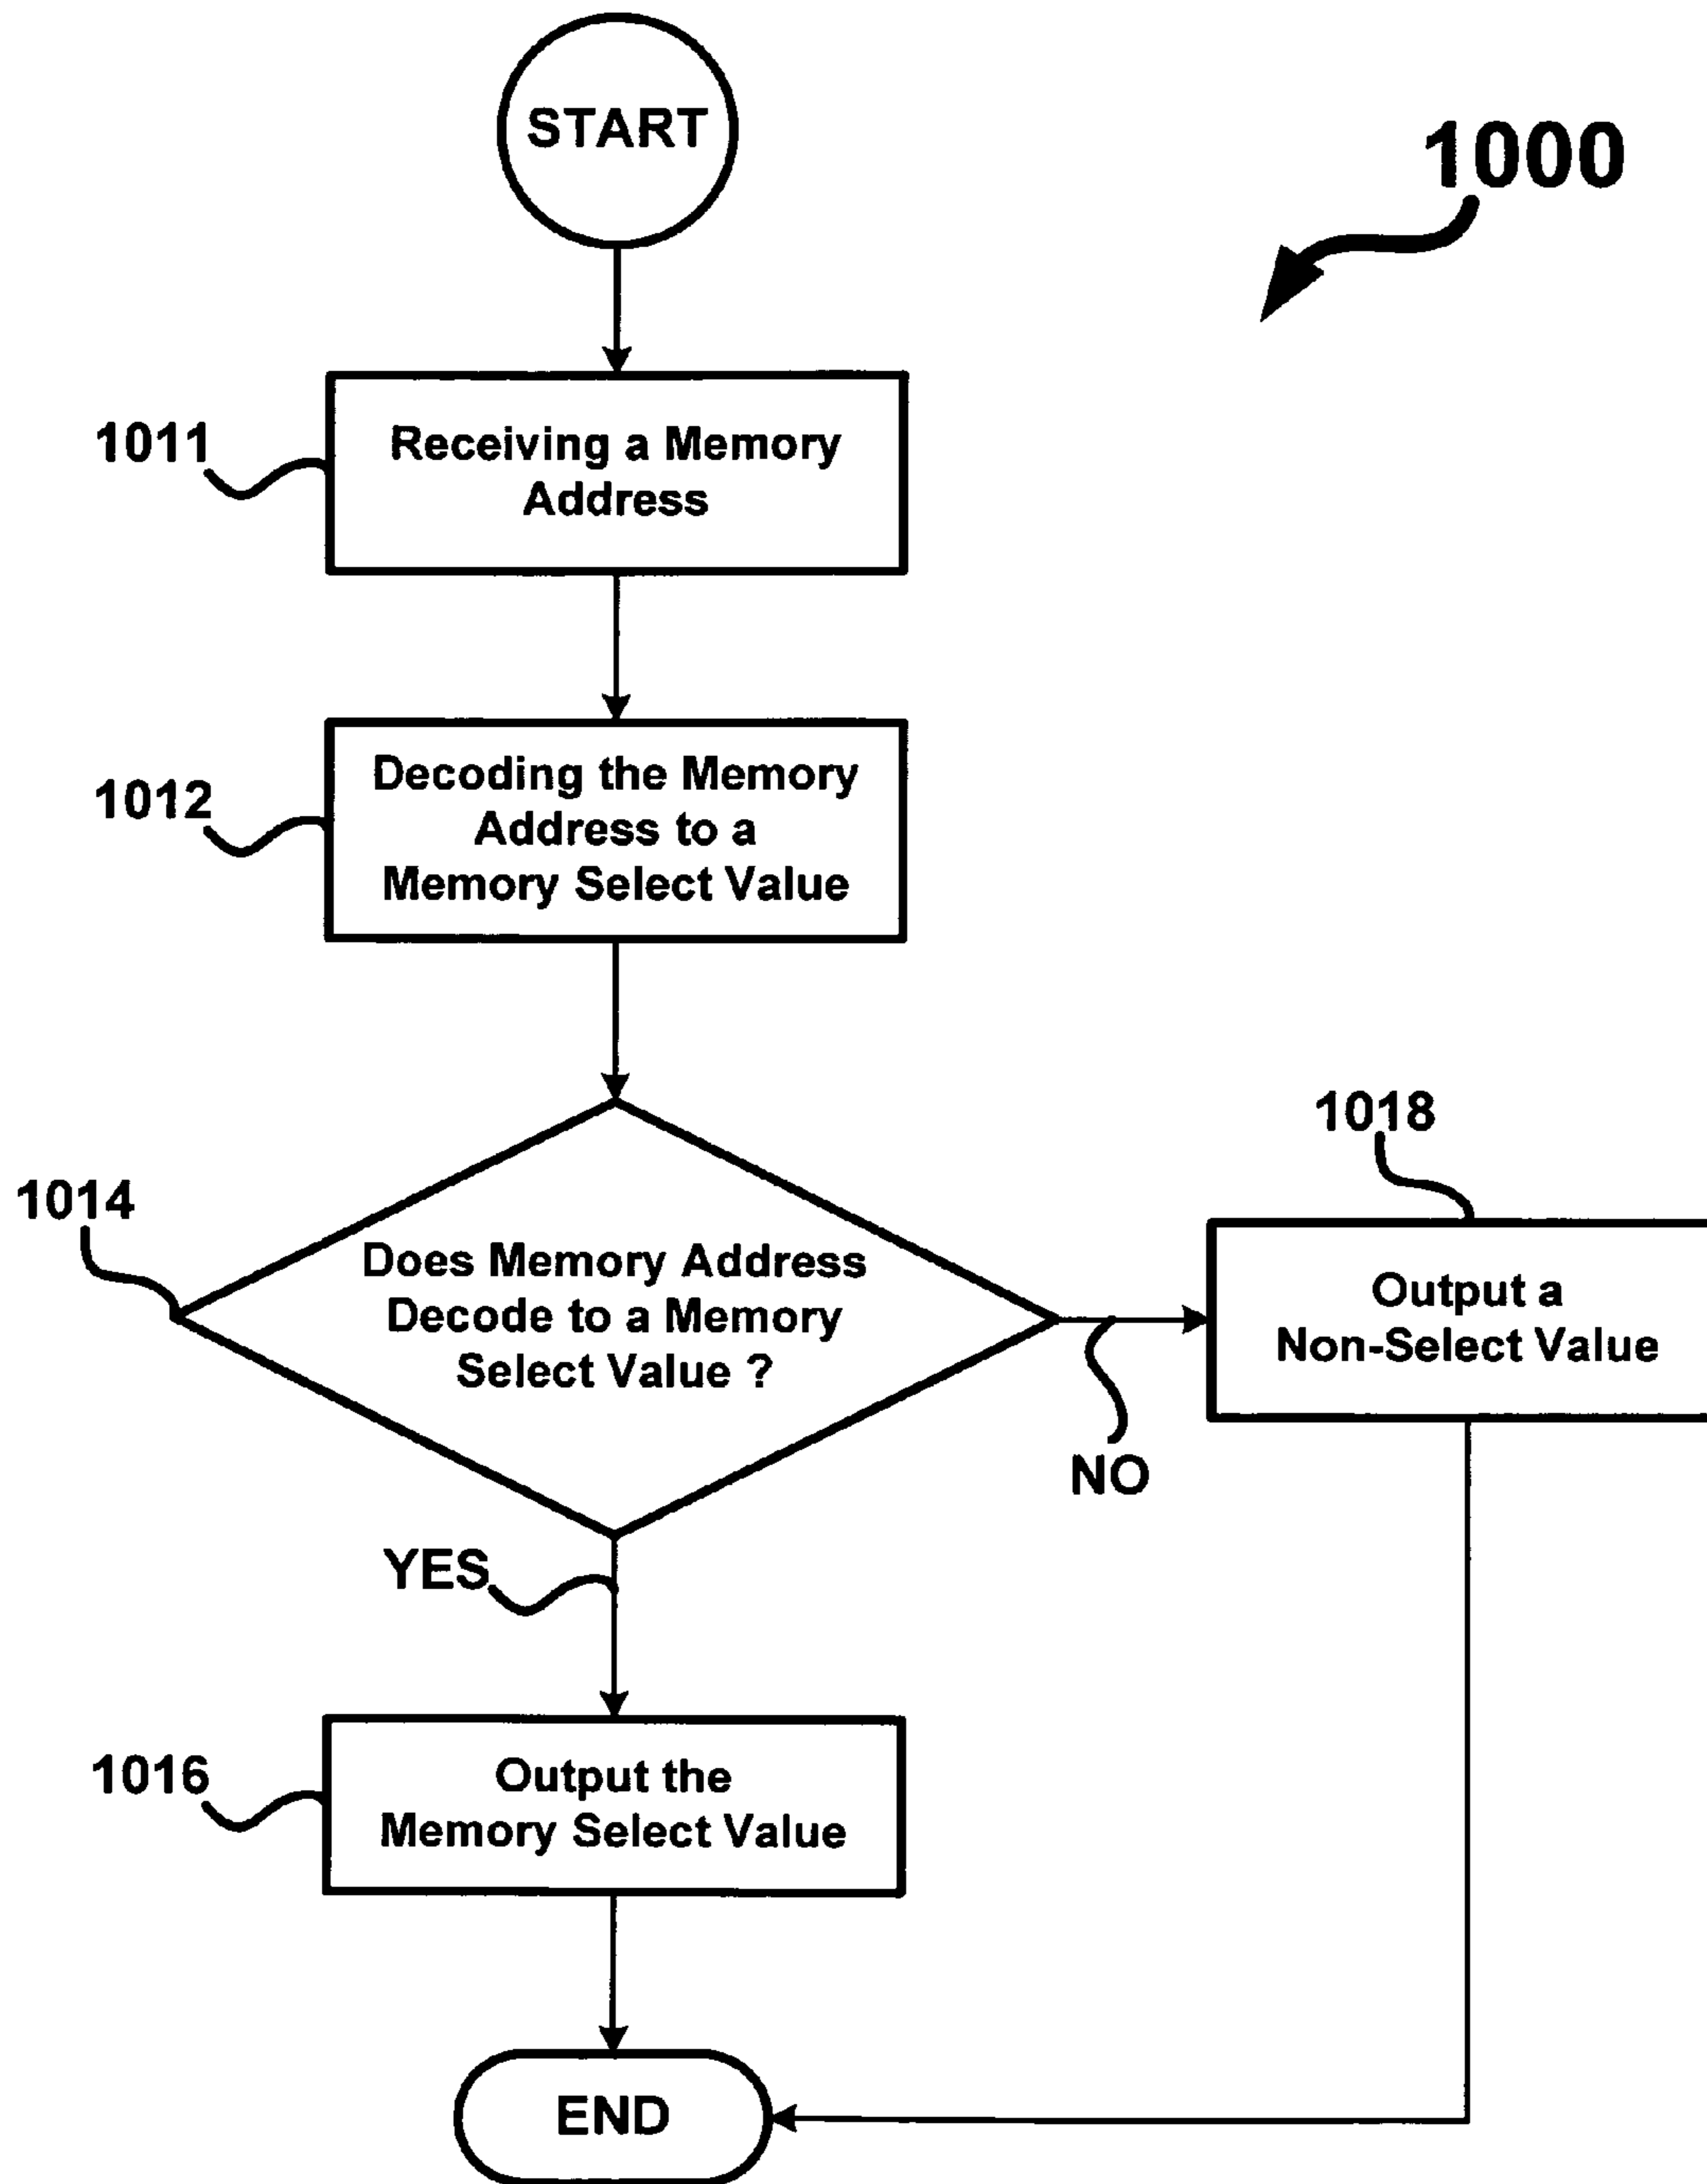 START
1000
1011
Receiving a Memory
Address
1012
Decoding the Memory
Address to a
Memory Select Value
1014
Does Memory Address
Decode to a Memory
Select Value ?
1018
Output a
Non-Select Value
NO
YES
1016
Output the
Memory Select Value
END